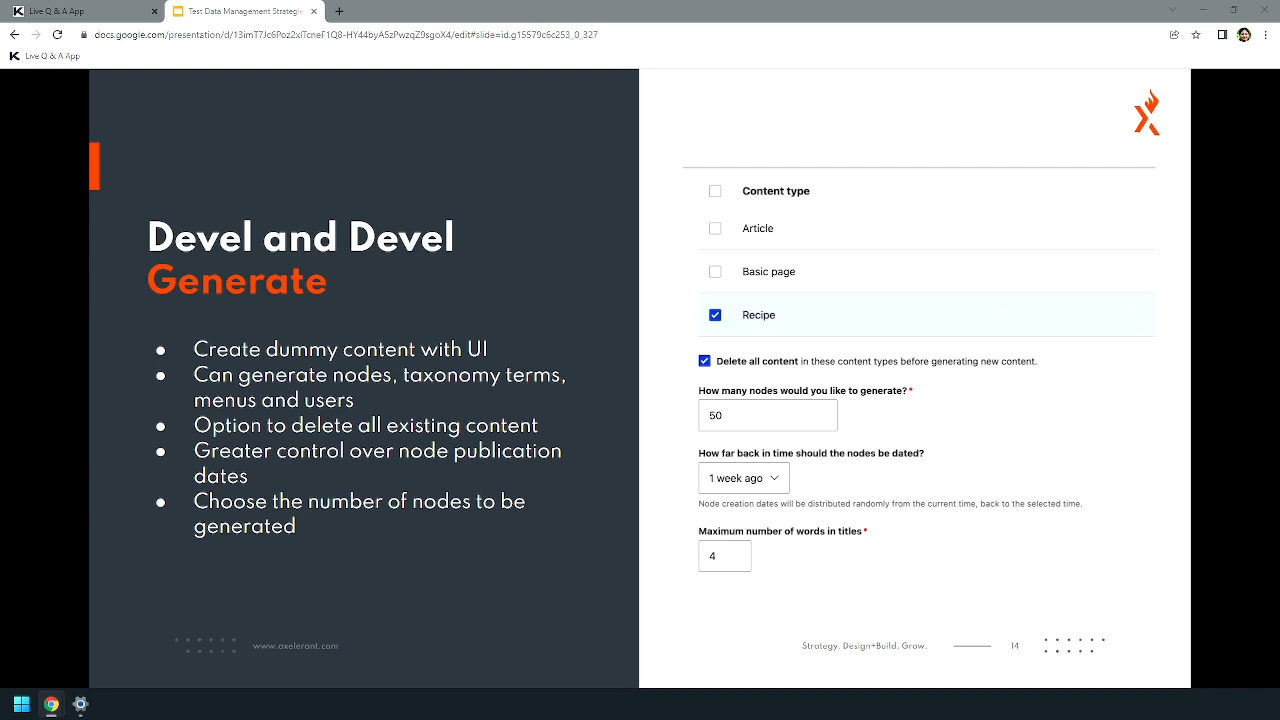 Live Q & A App
Test Data Management Strategi
docs.google.com/presentation/d/13imT7Jc6Poz2xlTcneF1Q8-HY44byA5zPwzqZ9sgoX4/edit#slide=id.g15579c6c253_0_327
Live Q & A App
Devel and Devel
Generate
Create dummy content with UI
Can generate nodes, taxonomy terms,
menus and users
Option to delete all existing content
Greater control over node publication
dates
Choose the number of nodes to be
generated
www.axelerant.com
Content type
Article
Basic page
Recipe
Delete all content in these content types before generating new content.
How many nodes would you like to generate?*
50
How far back in time should the nodes be dated?
1 week ago
Node creation dates will be distributed randomly from the current time, back to the selected time.
Maximum number of words in titles*
4
Strategy. Design+Build. Grow.
14